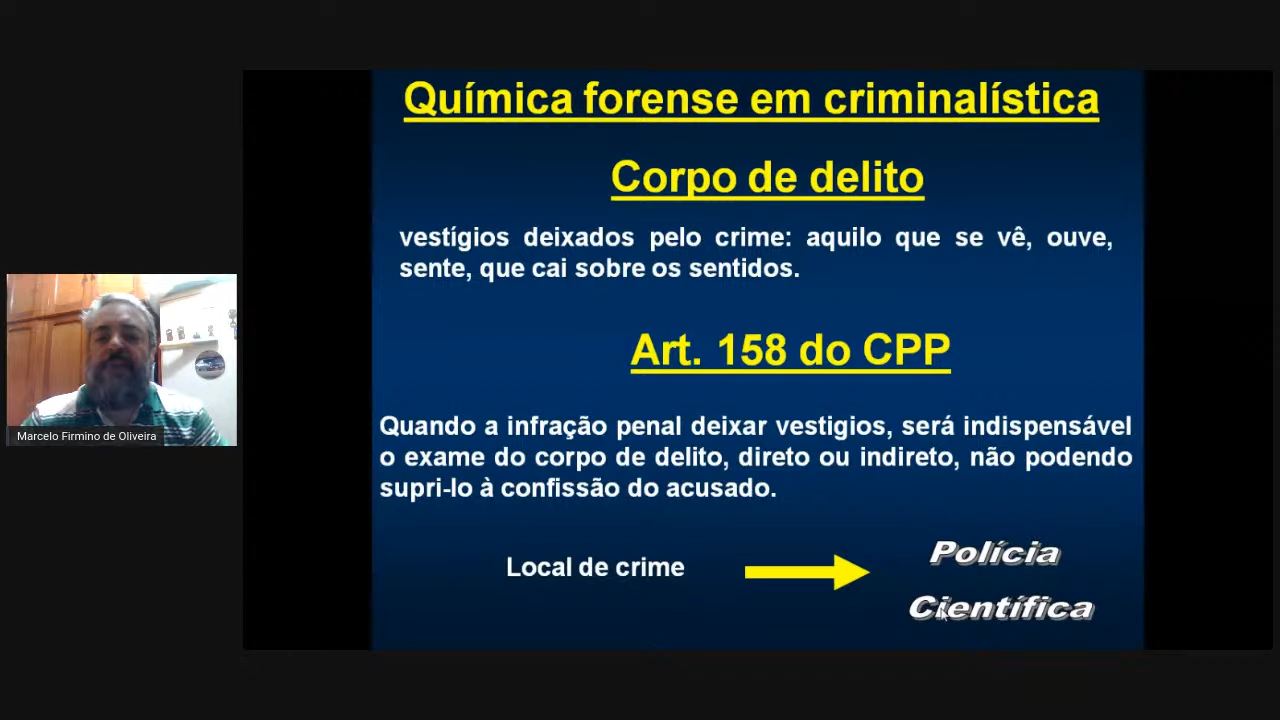 Química forense em criminalística
Corpo de delito
vestígios deixados pelo crime: aquilo que se vê, ouve,
sente, que cai sobre os sentidos.
Art. 158 do CPP
Quando a infração penal deixar vestigios, será indispensável
o exame do corpo de delito, direto ou indireto, não podendo
supri-lo à confissão do acusado.
Local de crime
Polícia
Científica
Marcelo Firmino de Oliveira